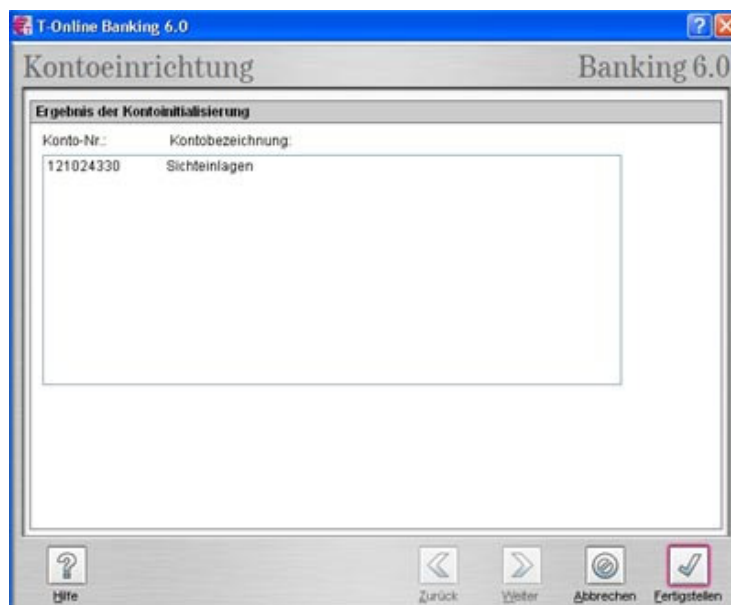 T-Online Banking 6.0
Kontoeinrichtung Banking 6.0
Ergebnis der Kontoinitialisierung
Konto-Nr.: Kontobezeichnung:
121024330 Sichteinlagen
Hilfe Zurück Weiter Abbrechen Fertigstellen